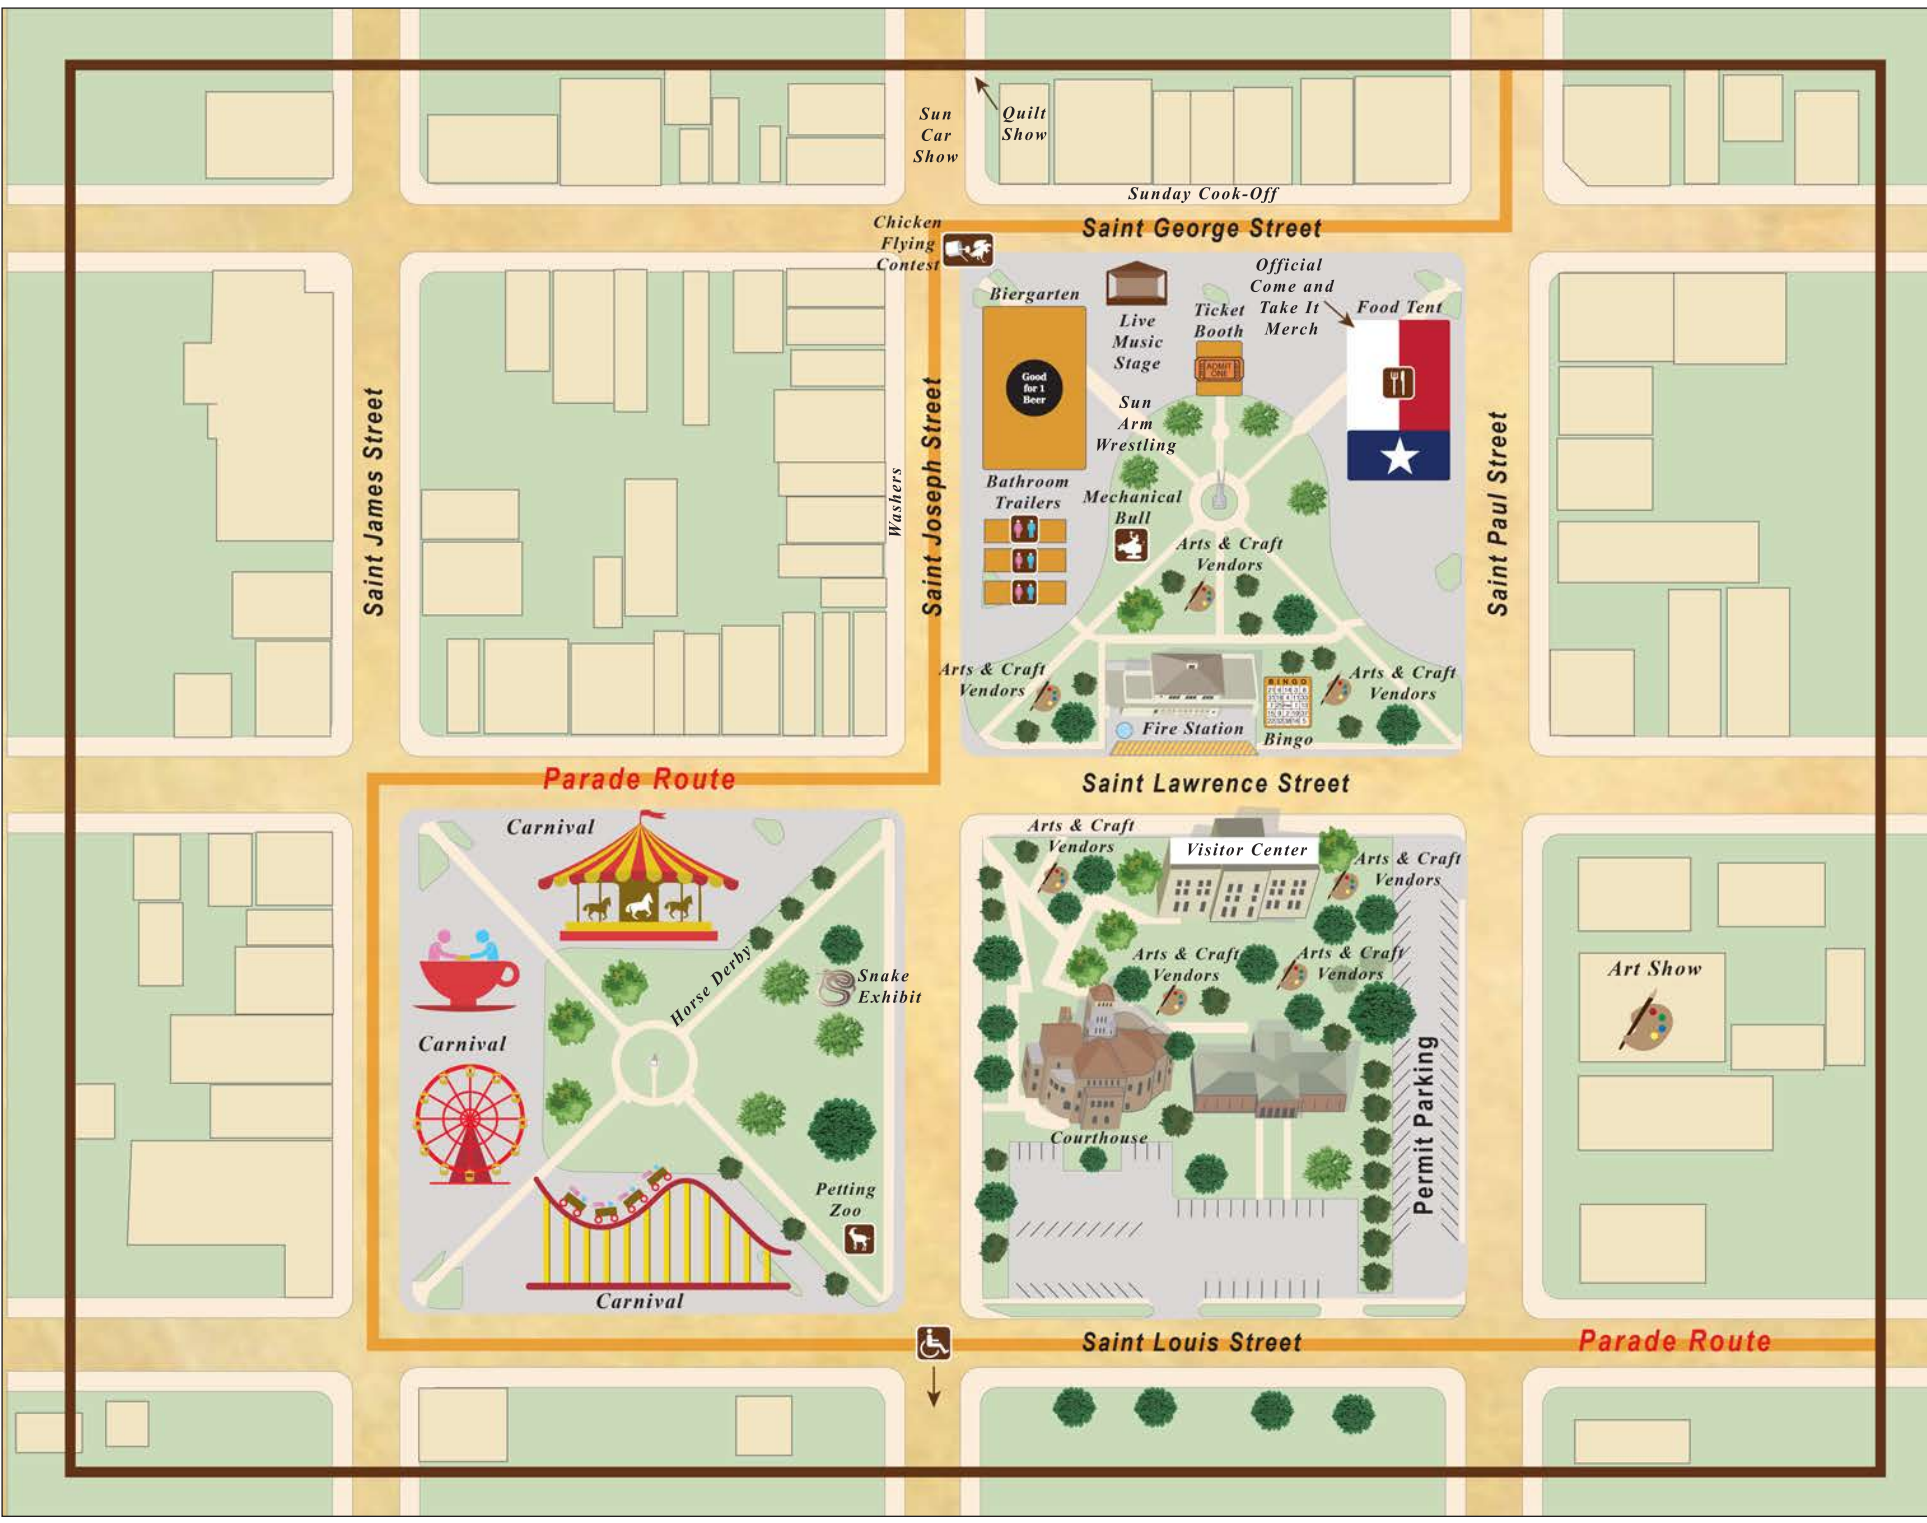 Sun
Car
Show
Quilt
Show
Sunday Cook-Off
Saint George Street
Chicken
Flying
Contest
Biergarten
Good
for 1
Beer
Live
Music
Stage
Ticket
Booth
ADMIT
ONE
Official
Come and
Take It
Merch
Food Tent
Sun
Arm
Wrestling
Saint James Street
Washers
Saint Joseph Street
Saint Paul Street
Bathroom
Trailers
Mechanical
Bull
Arts & Craft
Vendors
Arts & Craft
Vendors
Arts & Craft
Vendors
BINGO
Fire Station
Bingo
Parade Route
Saint Lawrence Street
Carnival
Arts & Craft
Vendors
Visitor Center
Arts & Craft
Vendors
Horse Derby
Snake
Exhibit
Arts & Craft
Vendors
Arts & Craft
Vendors
Art Show
Carnival
Courthouse
Permit Parking
Petting
Zoo
Carnival
Saint Louis Street
Parade Route